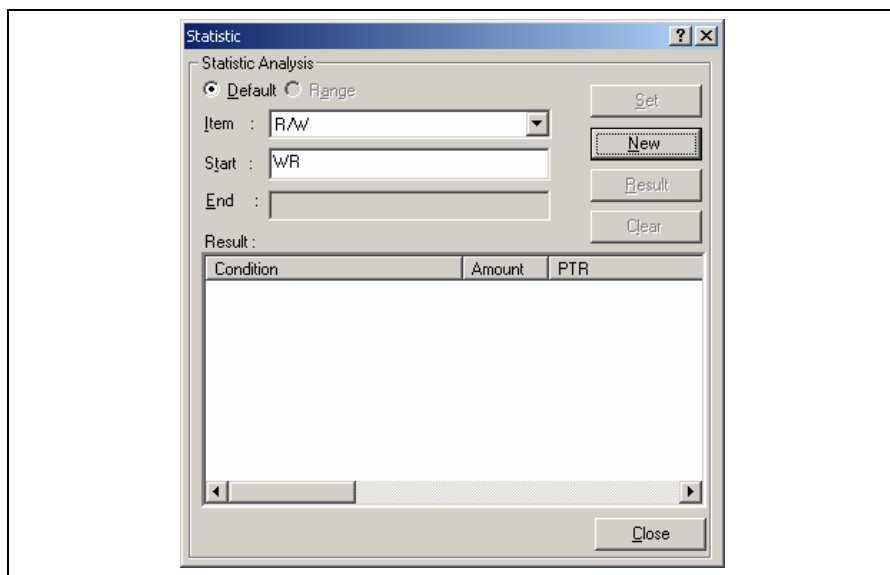 Statistic
Statistic Analysis
Default Range
Set
Item : R/W
New
Start : WR
Result
End :
Clear
Result :
Condition Amount PTR
Close